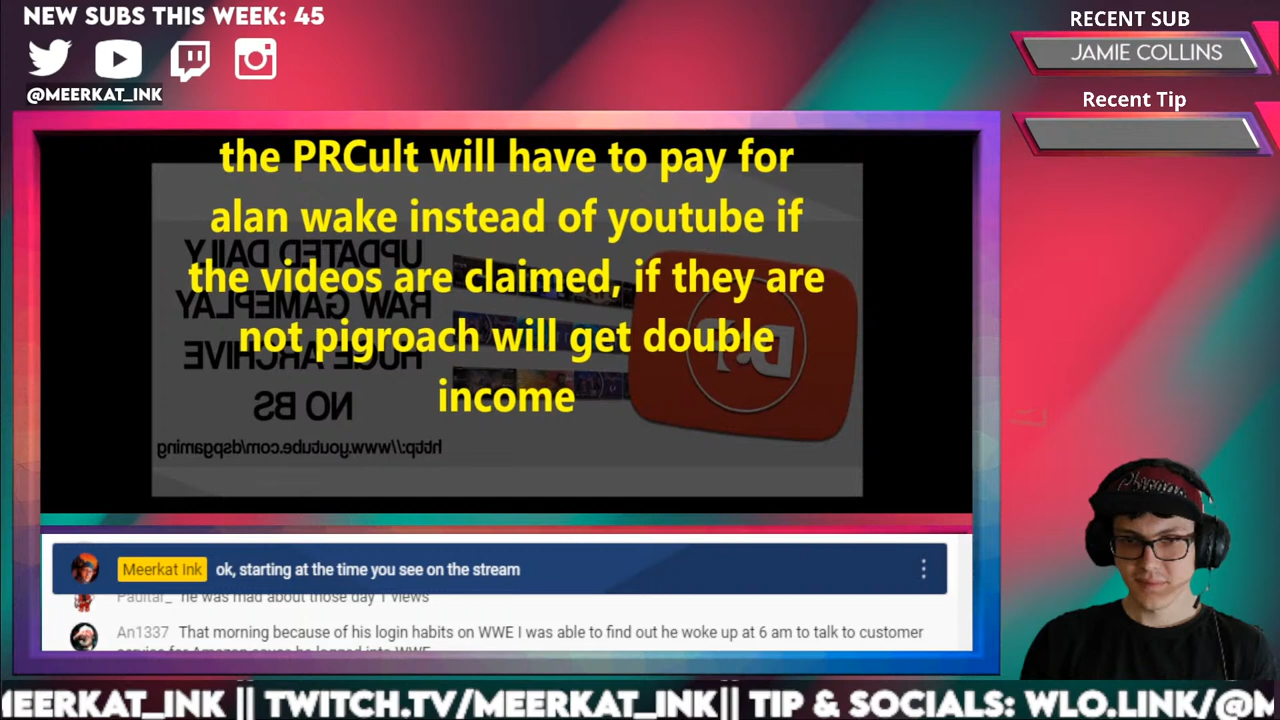 NEW SUBS THIS WEEK: 45
@MEERKAT_INK
RECENT SUB
JAMIE COLLINS
Recent Tip
the PRCult will have to pay for
alan wake instead of youtube if
the videos are claimed, if they are
not pigroach will get double
income
UPDATED DAILY
RAW GAMEPLAY
HUGE ARCHIVE
NO BS
http://www.youtube.com/dspgaming
Meerkat Ink ok, starting at the time you see on the stream
he was mad about those day 1 views
An1337 That morning because of his login habits on WWE I was able to find out he woke up at 6 am to talk to customer
MEERKAT_INK || TWITCH.TV/MEERKAT_INK|| TIP & SOCIALS: WLO.LINK/@M